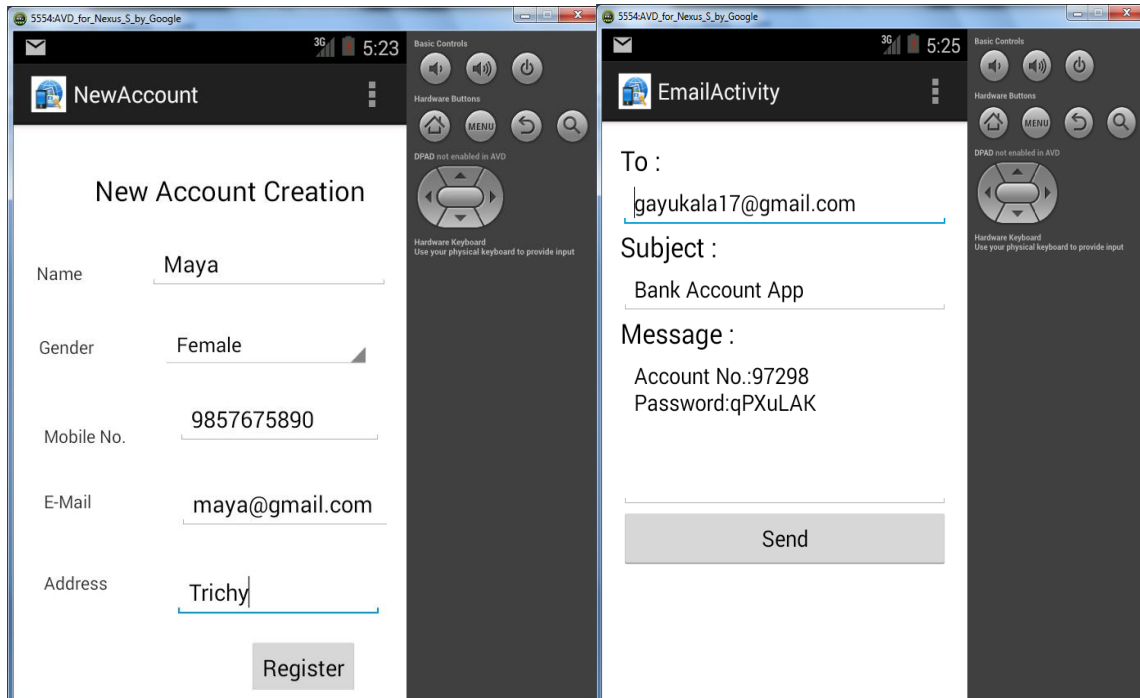 5554:AVD_for_Nexus_S_by_Google
3G 5:23
NewAccount
New Account Creation
Name Maya
Gender Female
Mobile No. 9857675890
E-Mail maya@gmail.com
Address Trichy
Register
Basic Controls
Hardware Buttons
MENU
DPAD not enabled in AVD
Hardware Keyboard
Use your physical keyboard to provide input
5554:AVD_for_Nexus_S_by_Google
3G 5:25
EmailActivity
To :
gayukala17@gmail.com
Subject :
Bank Account App
Message :
Account No.:97298
Password:qPXuLAK
Send
Basic Controls
Hardware Buttons
MENU
DPAD not enabled in AVD
Hardware Keyboard
Use your physical keyboard to provide input